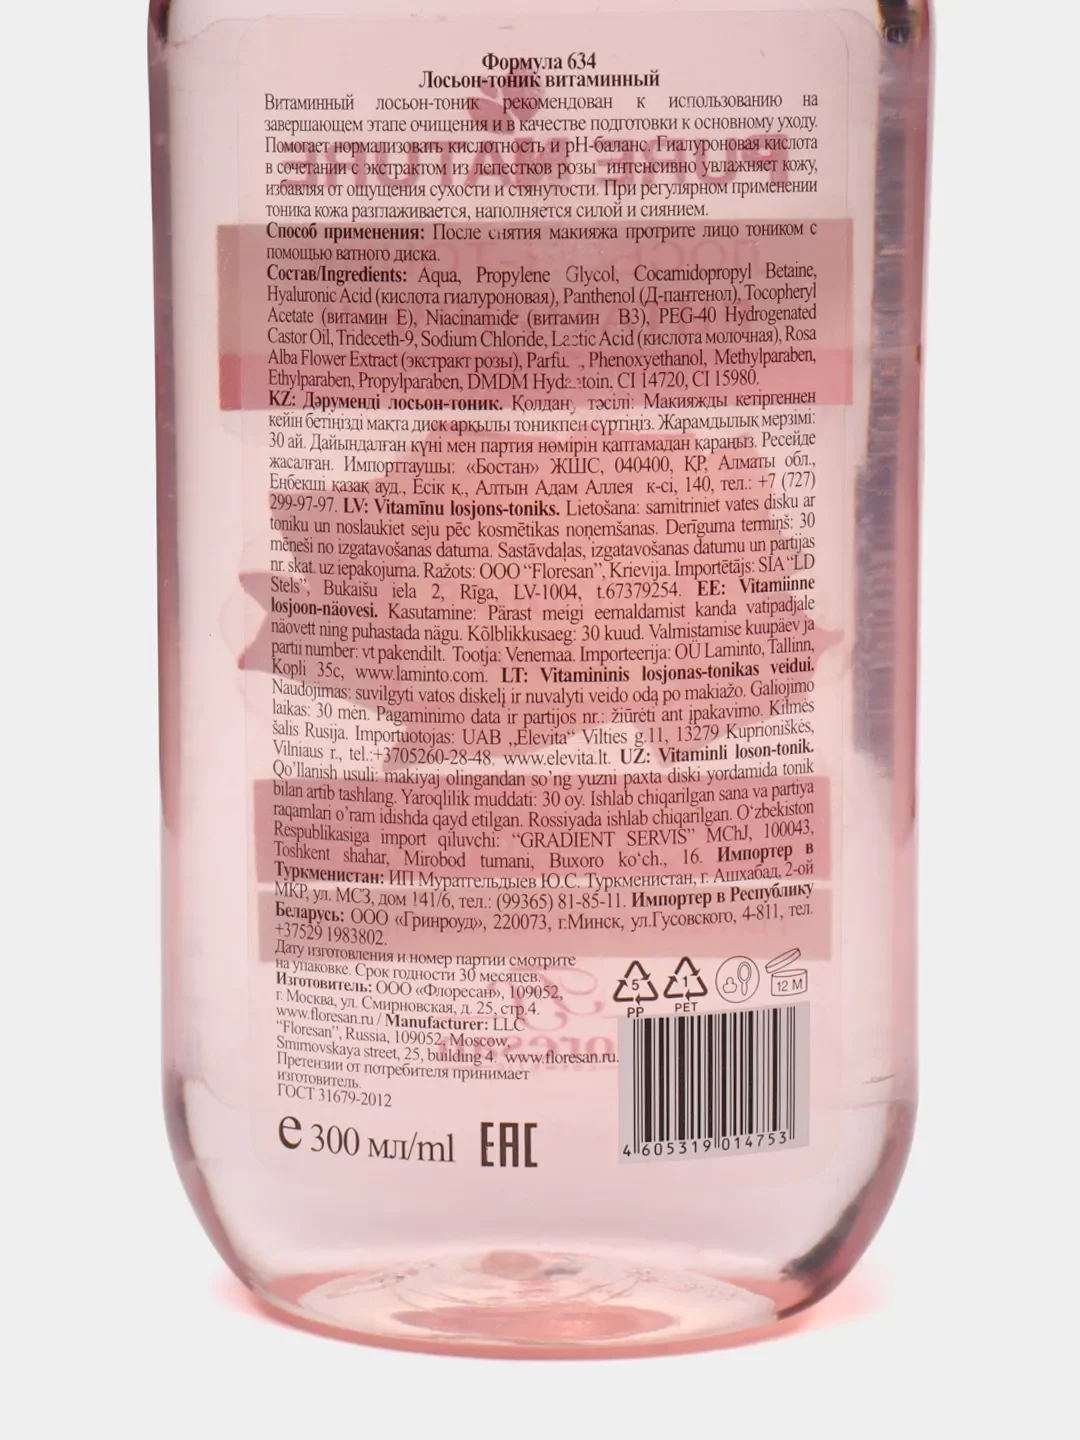 Формула 634
Лосьон-тоник витаминный
Витаминный лосьон-тоник рекомендован к использованию на
завершающем этапе очищения и в качестве подготовки к основному уходу.
Помогает нормализовать кислотность и pH-баланс. Гиалуроновая кислота
в сочетании с экстрактом из лепестков розы интенсивно увлажняет кожу,
избавляя от ощущения сухости и стянутости. При регулярном применении
тоника кожа разглаживается, наполняется силой и сиянием.
Способ применения: После снятия макияжа протрите лицо тоником с
помощью ватного диска.
Состав/Ingredients: Aqua, Propylene Glycol, Cocamidopropyl Betaine,
Hyaluronic Acid (кислота гиалуроновая), Panthenol (Д-пантенол), Tocopheryl
Acetate (витамин Е), Niacinamide (витамин В3), PEG-40 Hydrogenated
Castor Oil, Trideceth-9, Sodium Chloride, Lactic Acid (кислота молочная), Rosa
Alba Flower Extract (экстракт розы), Phenoxyethanol, Methylparaben,
Ethylparaben, Propylparaben, DMDM Hydantoin, CI 14720, CI 15980.
KZ: Дәруменді лосьон-тоник. Қолдану тәсілі: Макияжды кетіргеннен
кейін бетіңізді мақта диск арқылы тоникпен сүртіңіз. Жарамдылық мерзімі:
30 ай. Дайындалған күні мен партия нөмірін қаптамадан қараңыз. Ресейде
жасалған. Импорттаушы: «Бостан» ЖШС, 040400, ҚР, Алматы обл.,
Еңбекші қазақ ауд., Есік қ., Алтын Адам Аллея к-сі, 140, тел.: +7 (727)
299-97-97. LV: Vitamīnu losjons-toniks. Lietošana: samitriniet vates disku ar
toniku un noslaukiet seju pēc kosmētikas noņemšanas. Derīguma termiņš: 30
mēneši no izgatavošanas datuma. Sastāvdaļas, izgatavošanas datumu un partijas
nr. skat. uz iepakojuma. Ražots: OOO “Floresan”, Krievija. Importētājs: SIA “LD
Stels”, Bukaišu iela 2, Rīga, LV-1004, t.67379254. EE: Vitamiinne
losjoon-näovesi. Kasutamine: Pärast meigi eemaldamist kanda vatipadjale
näovett ning puhastada nägu. Kõlblikkusaeg: 30 kuud. Valmistamise kuupäev ja
partii number: vt pakendilt. Tootja: Venemaa. Importeerija: OÜ Laminto, Tallinn,
Kopli 35c, www.laminto.com. LT: Vitamininis losjonas-tonikas veidui.
Naudojimas: suvilgyti vatos diskelį ir nuvalyti veido odą po makiažo. Galiojimo
laikas: 30 mėn. Pagaminimo data ir partijos nr.: žiūrėti ant įpakavimo. Kilmės
šalis Rusija. Importuotojas: UAB „Elevita“ Vilties g.11, 13279 Kuprioniškės,
Vilniaus r., tel.:+3705260-28-48. www.elevita.lt. UZ: Vitaminli loson-tonik.
Qo’llanish usuli: makiyaj olingandan so’ng yuzni paxta diski yordamida tonik
bilan artib tashlang. Yaroqlilik muddati: 30 oy. Ishlab chiqarilgan sana va partiya
raqamlari o’ram idishda qayd etilgan. Rossiyada ishlab chiqarilgan. O‘zbekiston
Respublikasiga import qiluvchi: “GRADIENT SERVIS” MChJ, 100043,
Toshkent shahar, Mirobod tumani, Buxoro ko‘ch., 16. Импортер в
Туркменистан: ИП Мураттельдыев Ю.С. Туркменистан, г. Ашхабад, 2-ой
МКР, ул. МСЗ, дом 141/6, тел.: (99365) 81-85-11. Импортер в Республику
Беларусь: ООО «Гринроуд», 220073, г.Минск, ул.Гусовского, 4-811, тел.
+37529 1983802.
Дату изготовления и номер партии смотрите
на упаковке. Срок годности 30 месяцев.
Изготовитель: ООО «Флоресан», 109052,
г. Москва, ул. Смирновская, д. 25, стр.4.
www.floresan.ru / Manufacturer: LLC
“Floresan”, Russia, 109052, Moscow,
Smirnovskaya street, 25, building 4. www.floresan.ru.
Претензии от потребителя принимает
изготовитель.
ГОСТ 31679-2012
5
PP
1
PET
12 M
4 605319 014753
℮ 300 мл/ml EAC